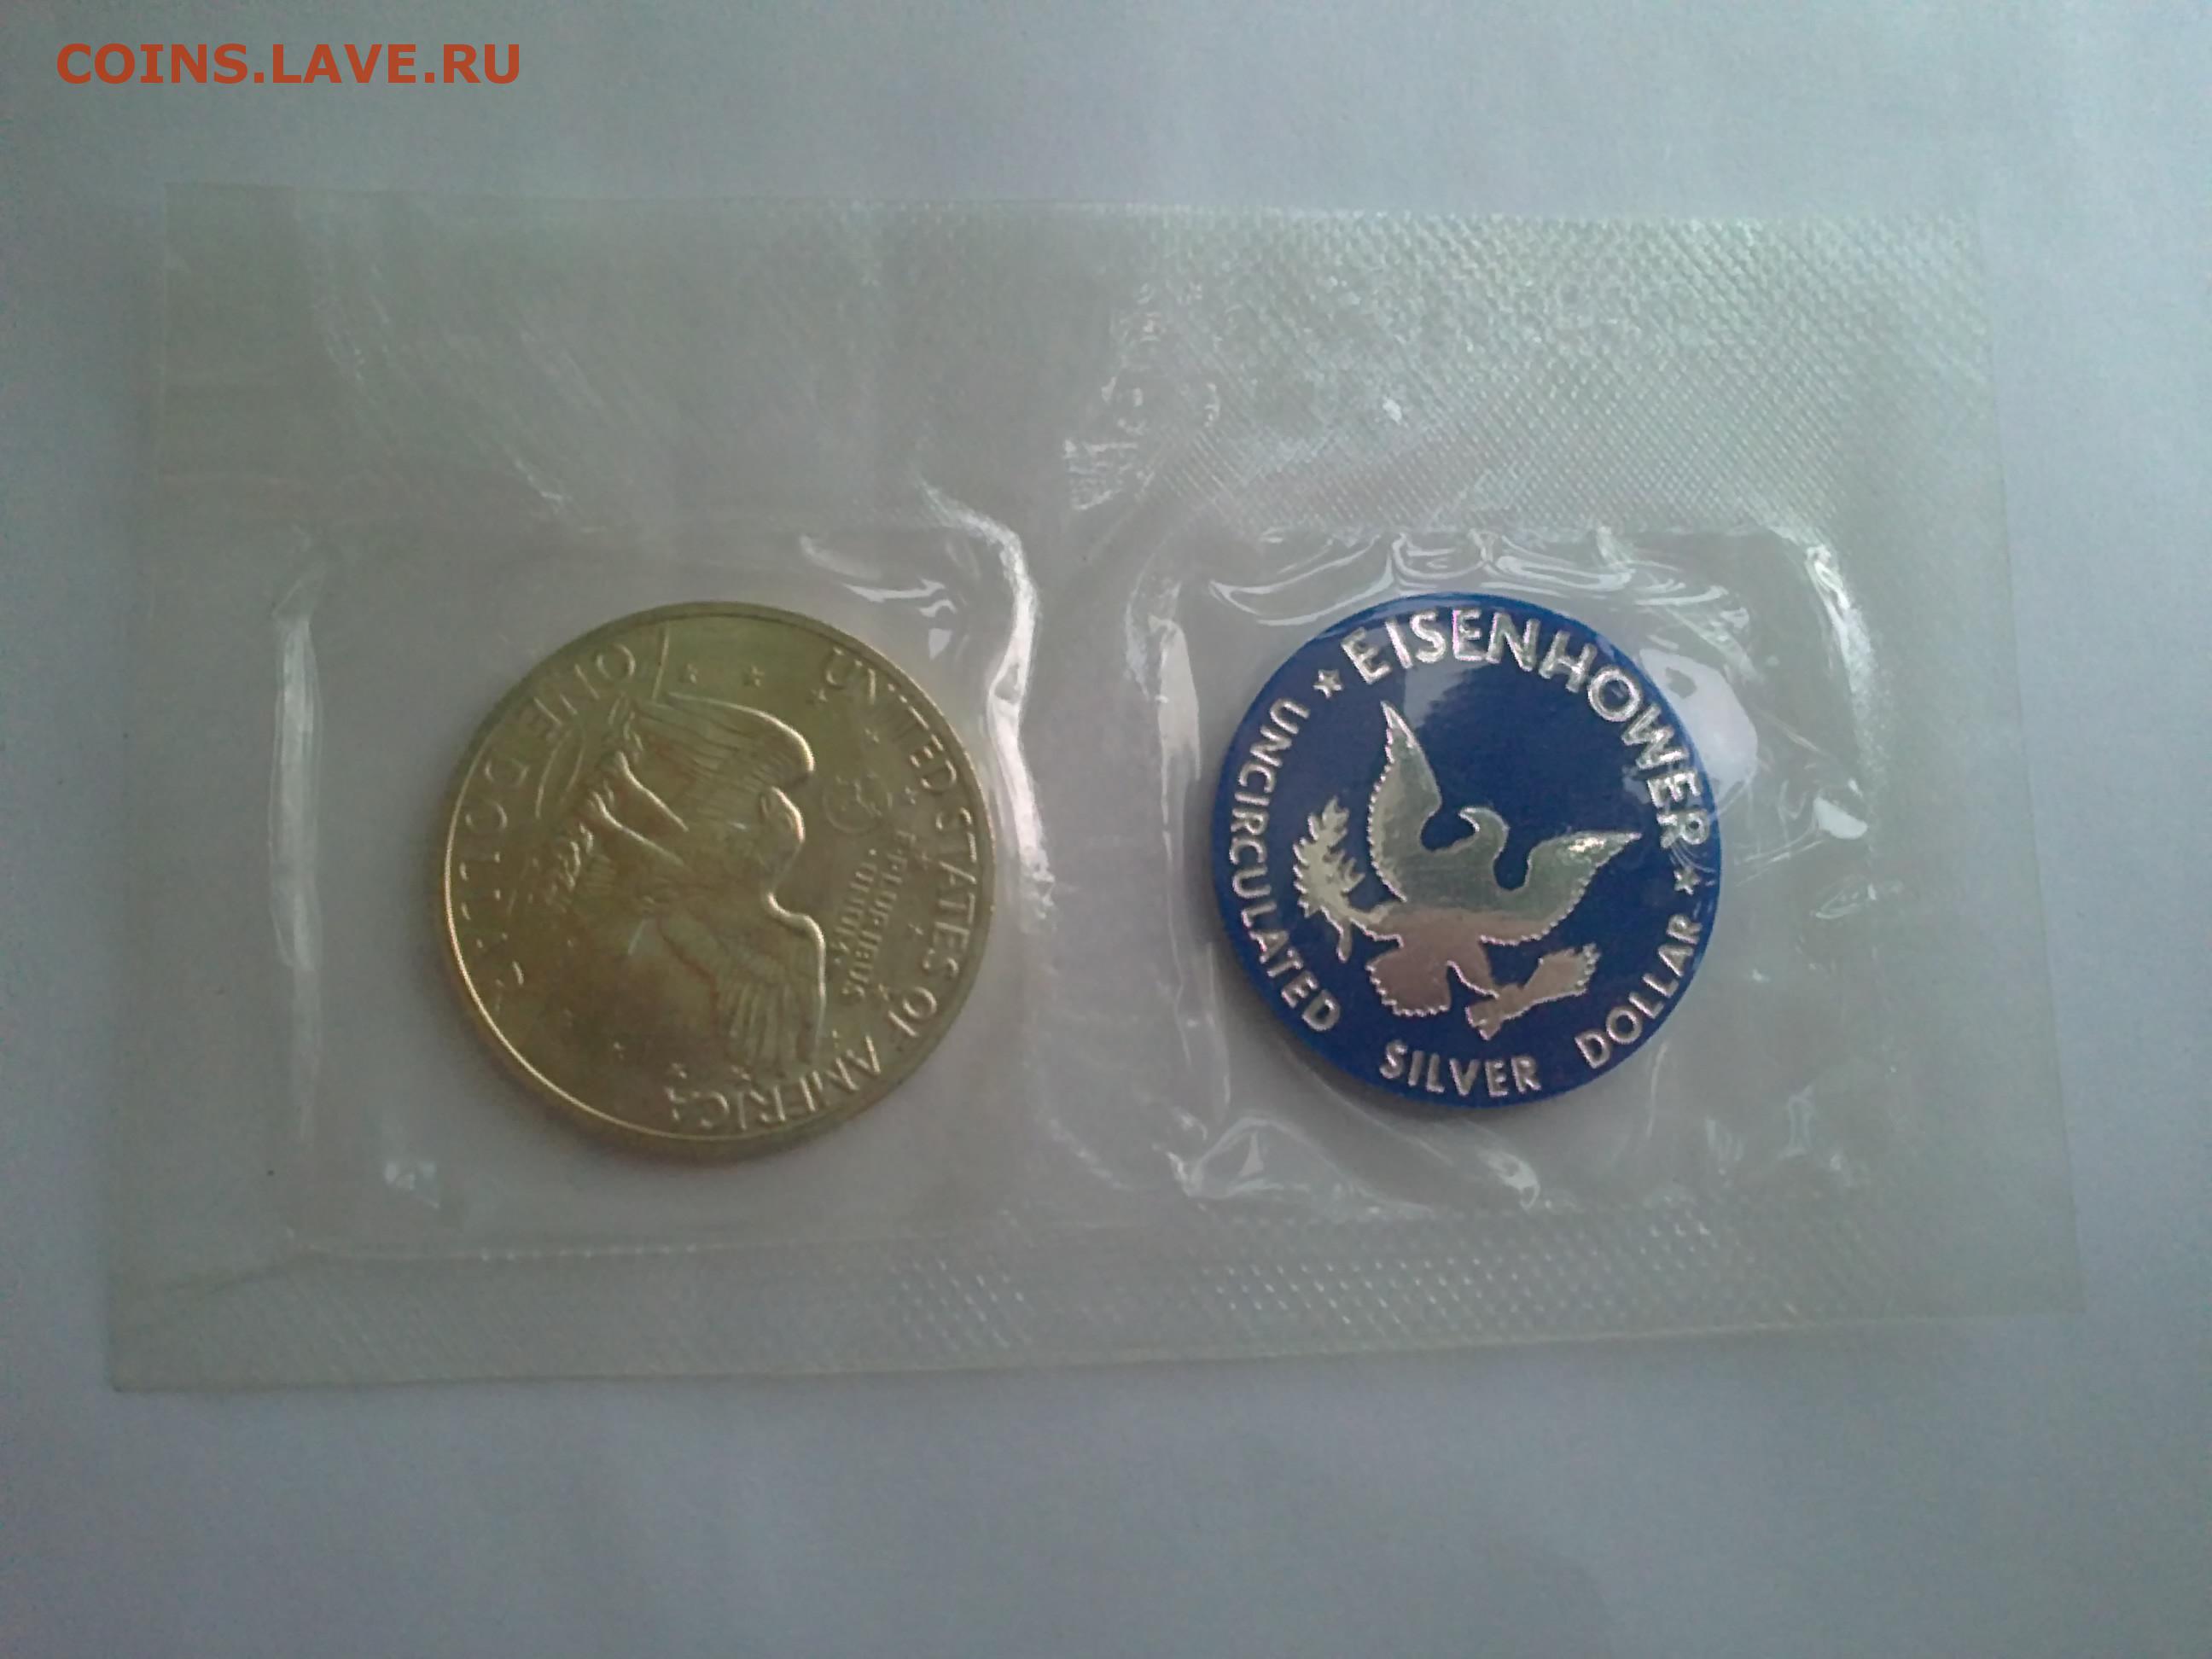 COINS.LAVE.RU
UNITED STATES OF AMERICA
E PLURIBUS
UNUM
ONE DOLLAR
★ EISENHOWER ★
UNCIRCULATED SILVER DOLLAR